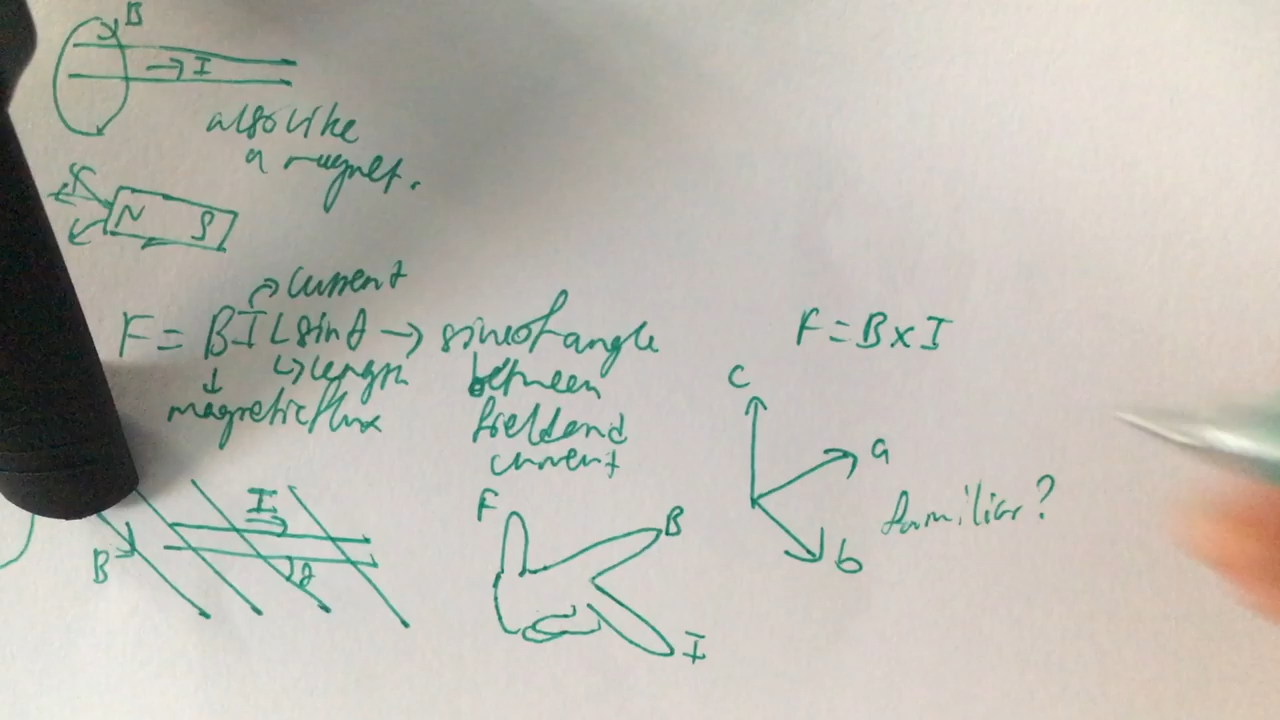 B
I
also like
a magnet.
N S
current
F = BILsinθ → sine of angle
length
between
magnetic flux
field and
current
I
B
θ
F
B
I
F = B x I
c
a
familiar?
b